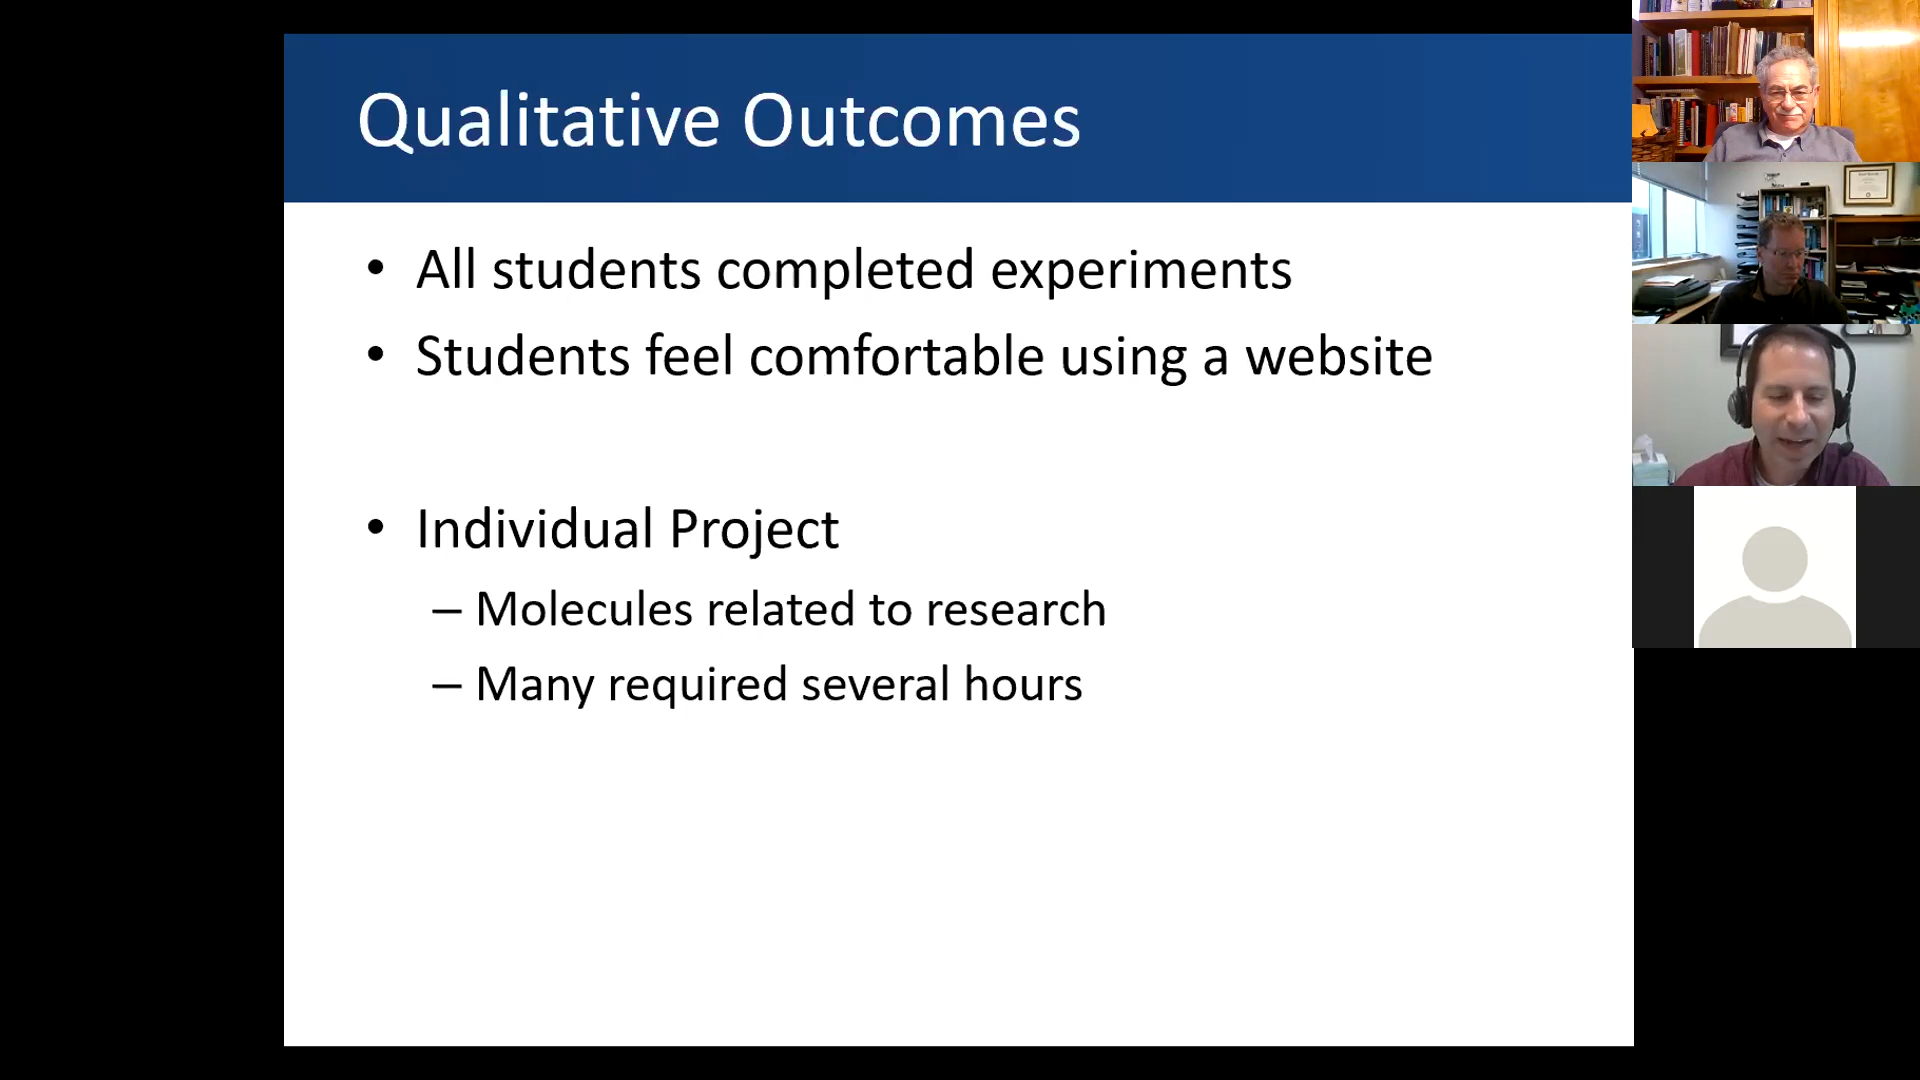 Qualitative Outcomes
• All students completed experiments
• Students feel comfortable using a website
• Individual Project
– Molecules related to research
– Many required several hours